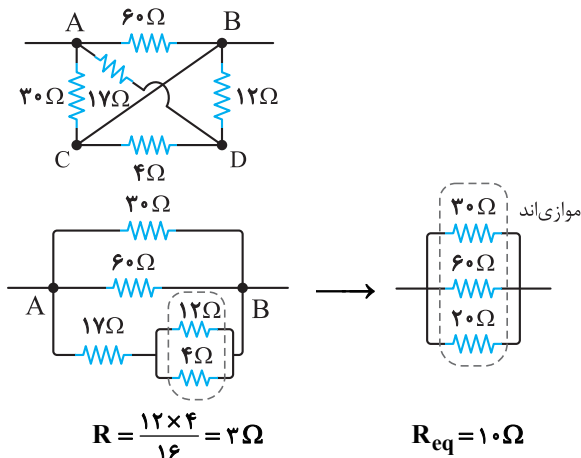 ۶۰Ω
A B
۳۰Ω ۱۷Ω ۱۲Ω
C D
۴Ω
۳۰Ω
۶۰Ω
A B
۱۷Ω ۱۲Ω
۴Ω
R = ۱۲×۴/۱۶ = ۳Ω
موازی‌اند
۳۰Ω
۶۰Ω
۲۰Ω
Req = ۱۰Ω